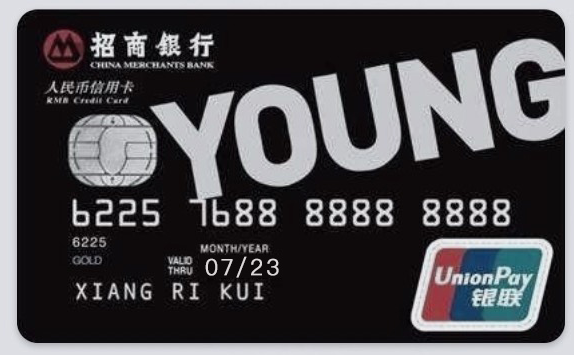 招商银行
CHINA MERCHANTS BANK
人民币信用卡
RMB Credit Card
YOUNG
6225 7688 8888 8888
6225
MONTH/YEAR
GOLD
VALID THRU 07/23
XIANG RI KUI
UnionPay
银联